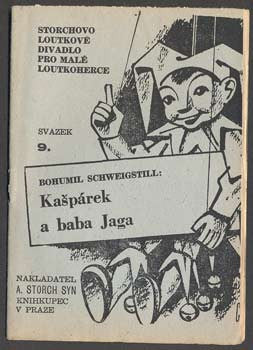 STORCHOVO
LOUTKOVÉ
DIVADLO
PRO MALÉ
LOUTKOHERCE
SVAZEK
9.
BOHUMIL SCHWEIGSTILL:
Kašpárek
a baba Jaga
NAKLADATEL
A. STORCH SYN
KNIHKUPEC
V PRAZE